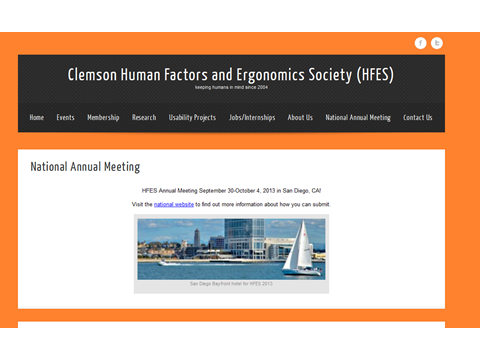 Clemson Human Factors and Ergonomics Society (HFES)
keeping humans in mind since 2004
Home Events Membership Research Usability Projects Jobs/Internships About Us National Annual Meeting Contact Us
National Annual Meeting
HFES Annual Meeting September 30-October 4, 2013 in San Diego, CA!
Visit the national website to find out more information about how you can submit.
San Diego Bayfront hotel for HFES 2013